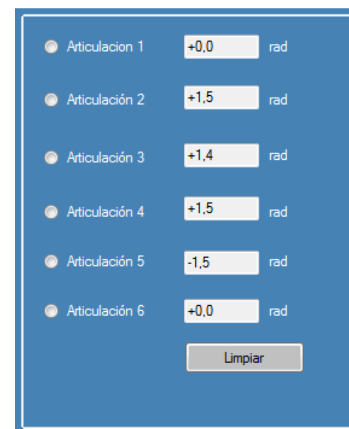 Articulacion 1 +0,0 rad
Articulación 2 +1,5 rad
Articulación 3 +1,4 rad
Articulación 4 +1,5 rad
Articulación 5 -1,5 rad
Articulación 6 +0,0 rad
Limpiar